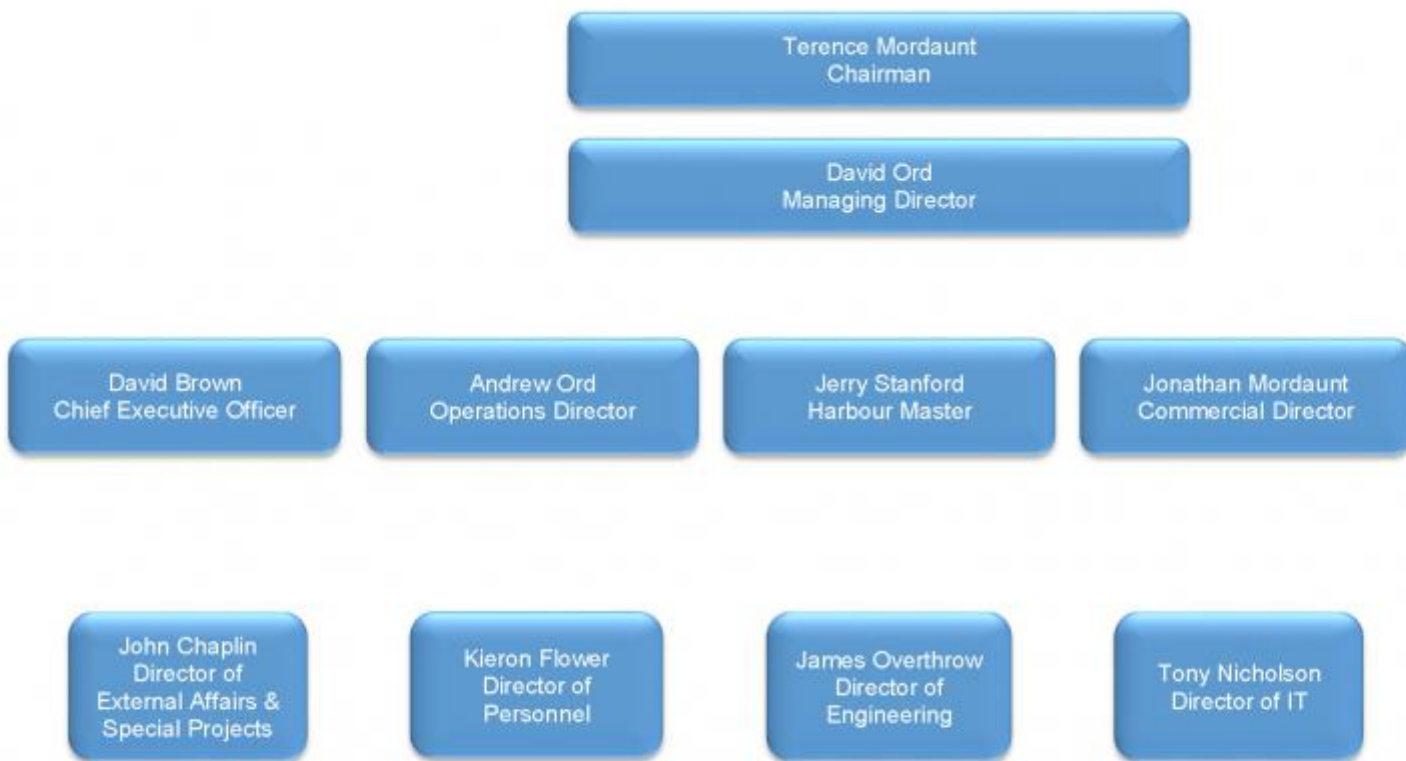 Terence Mordaunt
Chairman
David Ord
Managing Director
David Brown
Chief Executive Officer
Andrew Ord
Operations Director
Jerry Stanford
Harbour Master
Jonathan Mordaunt
Commercial Director
John Chaplin
Director of
External Affairs &
Special Projects
Kieron Flower
Director of
Personnel
James Overthrow
Director of
Engineering
Tony Nicholson
Director of IT